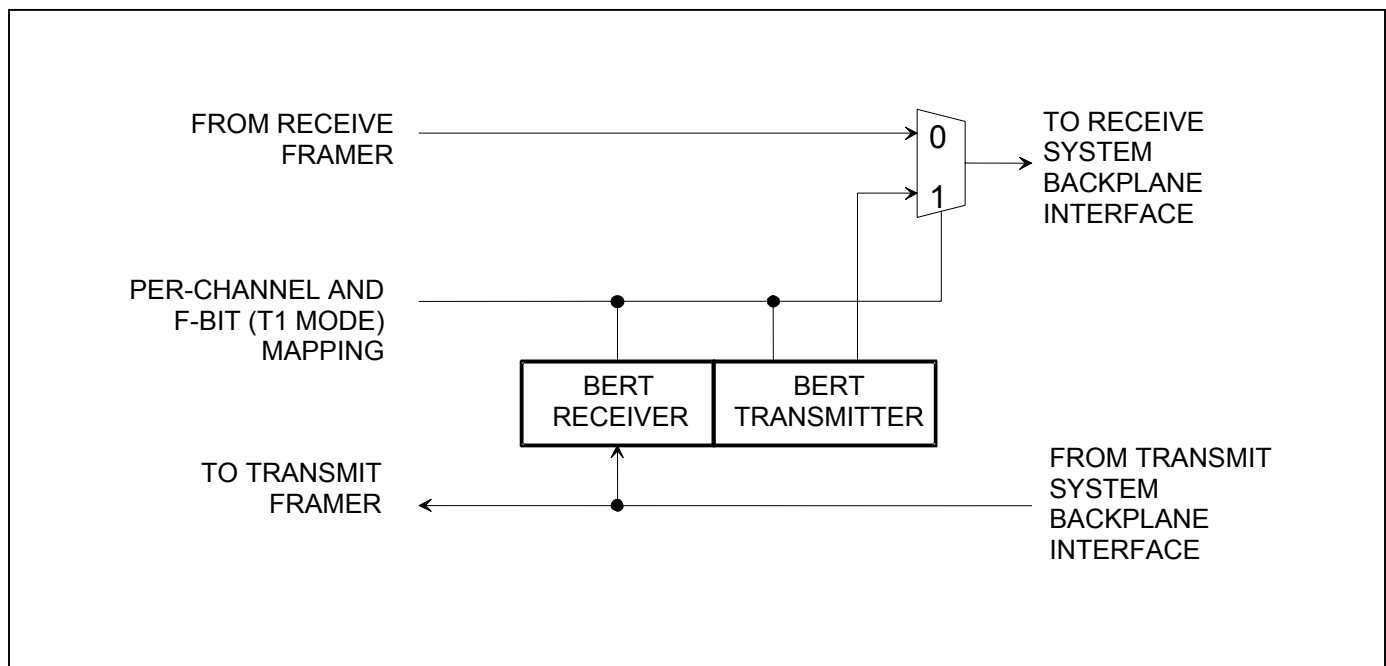 FROM RECEIVE
FRAMER
0
1
TO RECEIVE
SYSTEM
BACKPLANE
INTERFACE
PER-CHANNEL AND
F-BIT (T1 MODE)
MAPPING
BERT
RECEIVER
BERT
TRANSMITTER
TO TRANSMIT
FRAMER
FROM TRANSMIT
SYSTEM
BACKPLANE
INTERFACE